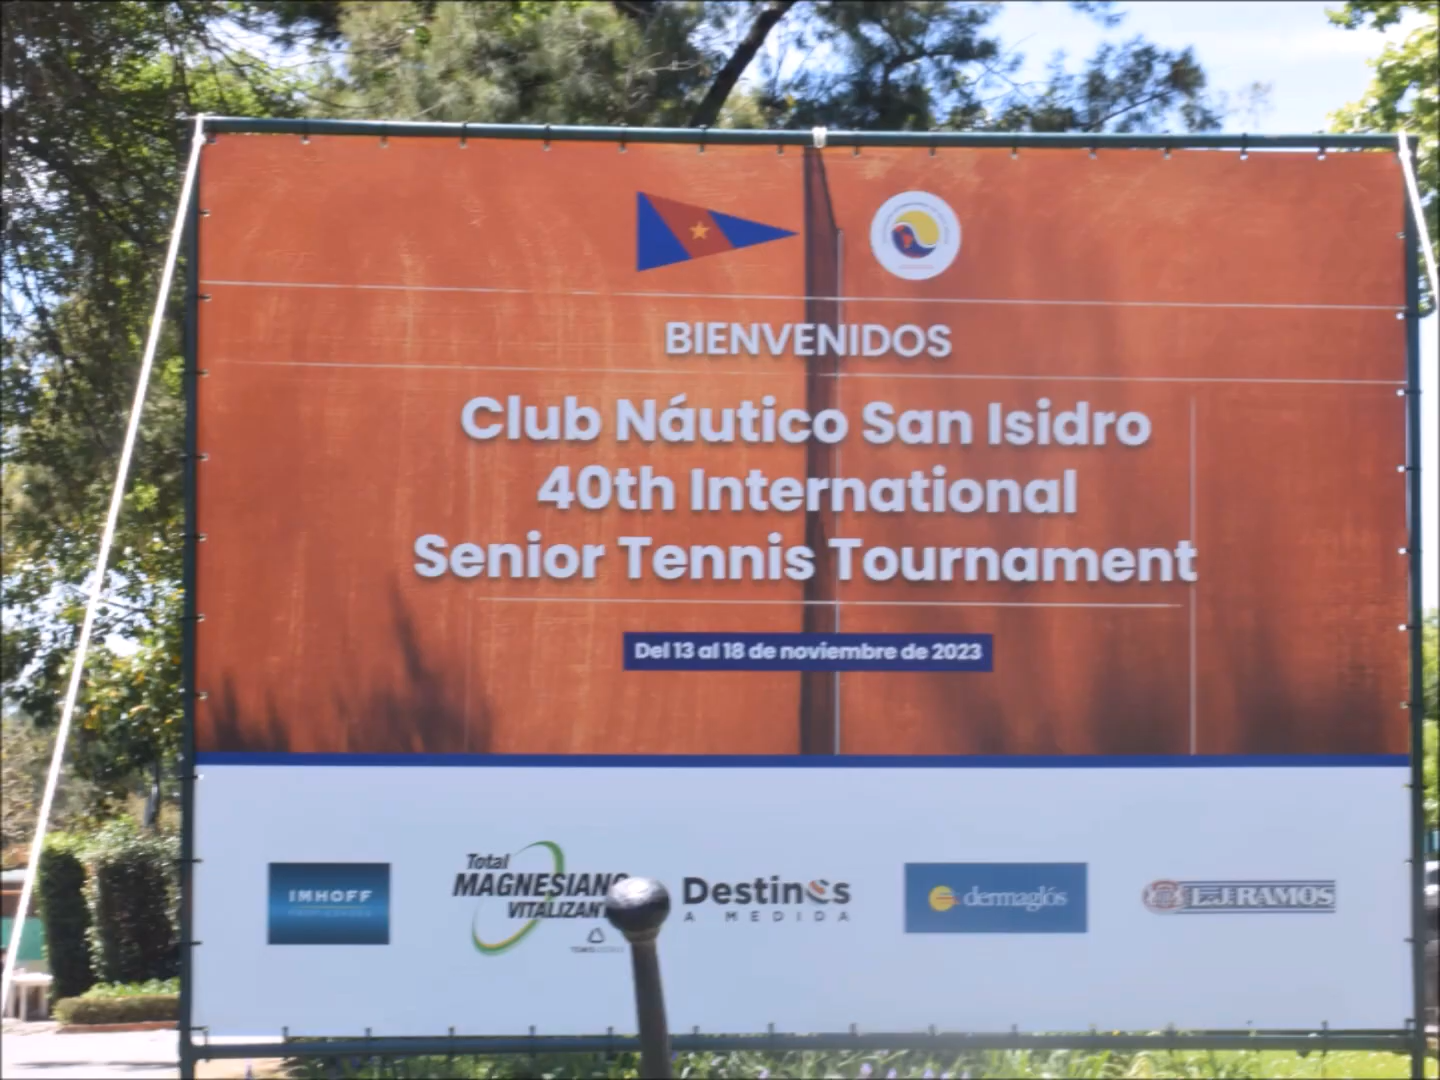 BIENVENIDOS
Club Náutico San Isidro
40th International
Senior Tennis Tournament
Del 13 al 18 de noviembre de 2023
IMHOFF
Total
MAGNESIANO
VITALIZANT
Destinos
A MEDIDA
dermaglós
L.J.RAMOS